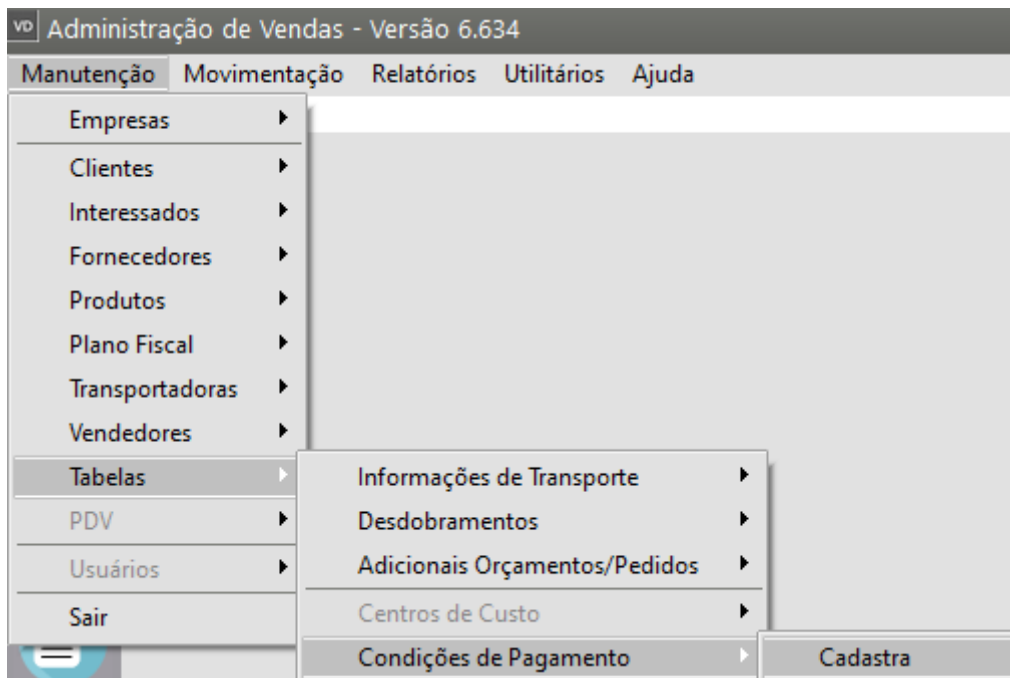 VD Administração de Vendas - Versão 6.634
Manutenção Movimentação Relatórios Utilitários Ajuda
Empresas
Clientes
Interessados
Fornecedores
Produtos
Plano Fiscal
Transportadoras
Vendedores
Tabelas
PDV
Usuários
Sair
Informações de Transporte
Desdobramentos
Adicionais Orçamentos/Pedidos
Centros de Custo
Condições de Pagamento
Cadastra